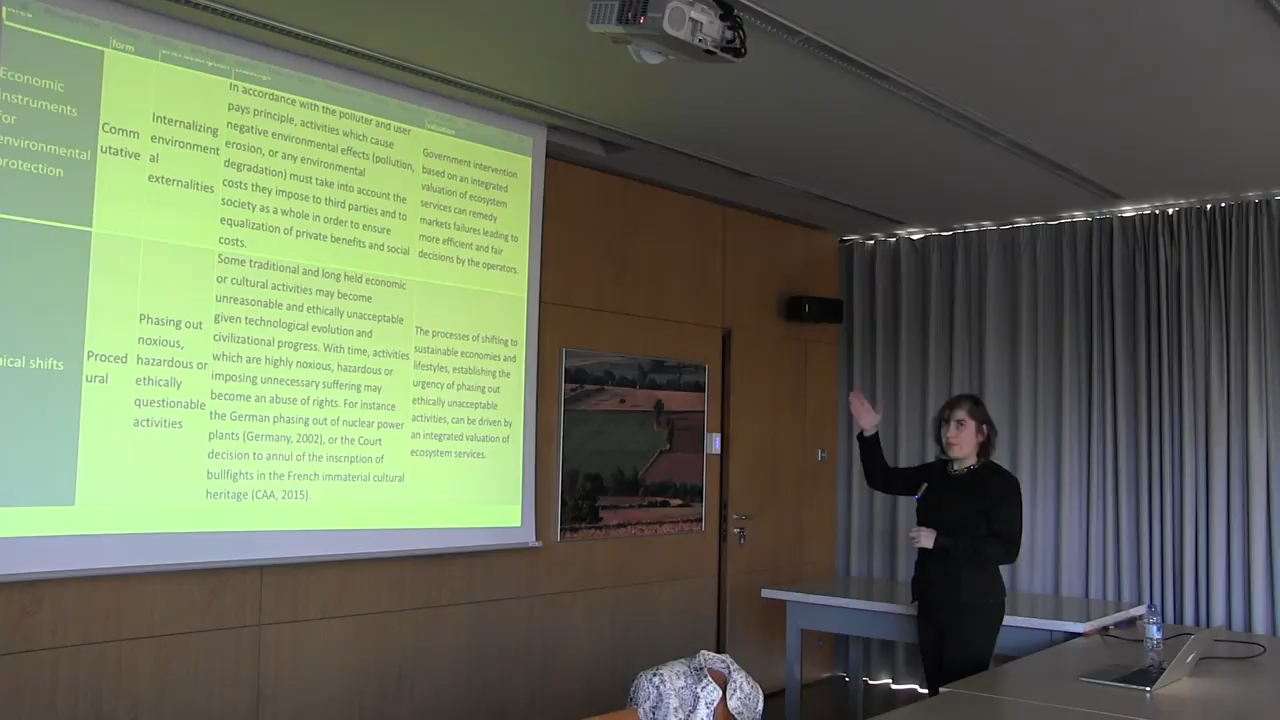 form
Economic
instruments
for
environmental
protection
Comm
utative
Internalizing
environment
al
externalities
In accordance with the polluter and user
pays principle, activities which cause
negative environmental effects (pollution,
erosion, or any environmental
degradation) must take into account the
costs they impose to third parties and to
society as a whole in order to ensure
equalization of private benefits and social
costs.
Government intervention
based on an integrated
valuation of ecosystem
services can remedy
markets failures leading to
more efficient and fair
decisions by the operators.
ical shifts
Proced
ural
Phasing out
noxious,
hazardous or
ethically
questionable
activities
Some traditional and long held economic
or cultural activities may become
unreasonable and ethically unacceptable
given technological evolution and
civilizational progress. With time, activities
which are highly noxious, hazardous or
imposing unnecessary suffering may
become an abuse of rights. For instance
the German phasing out of nuclear power
plants (Germany, 2002), or the Court
decision to annul of the inscription of
bullfights in the French immaterial cultural
heritage (CAA, 2015).
The processes of shifting to
sustainable economies and
lifestyles, establishing the
urgency of phasing out
ethically unacceptable
activities, can be driven by
an integrated valuation of
ecosystem services.